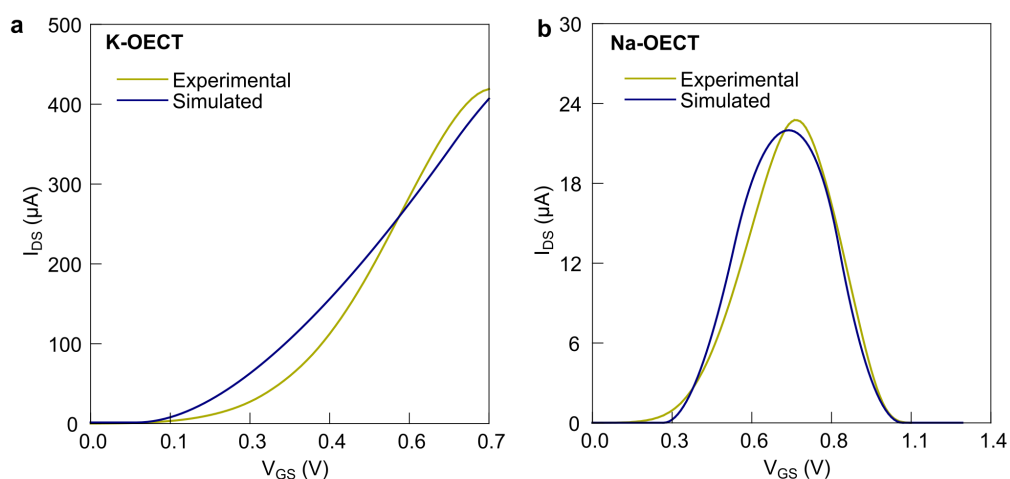 a
K-OECT
Experimental
Simulated
500
400
300
200
100
0
I_DS (μA)
0.0 0.1 0.3 0.4 0.6 0.7
V_GS (V)
b
Na-OECT
Experimental
Simulated
30
24
18
12
6
0
I_DS (μA)
0.0 0.3 0.6 0.8 1.1 1.4
V_GS (V)